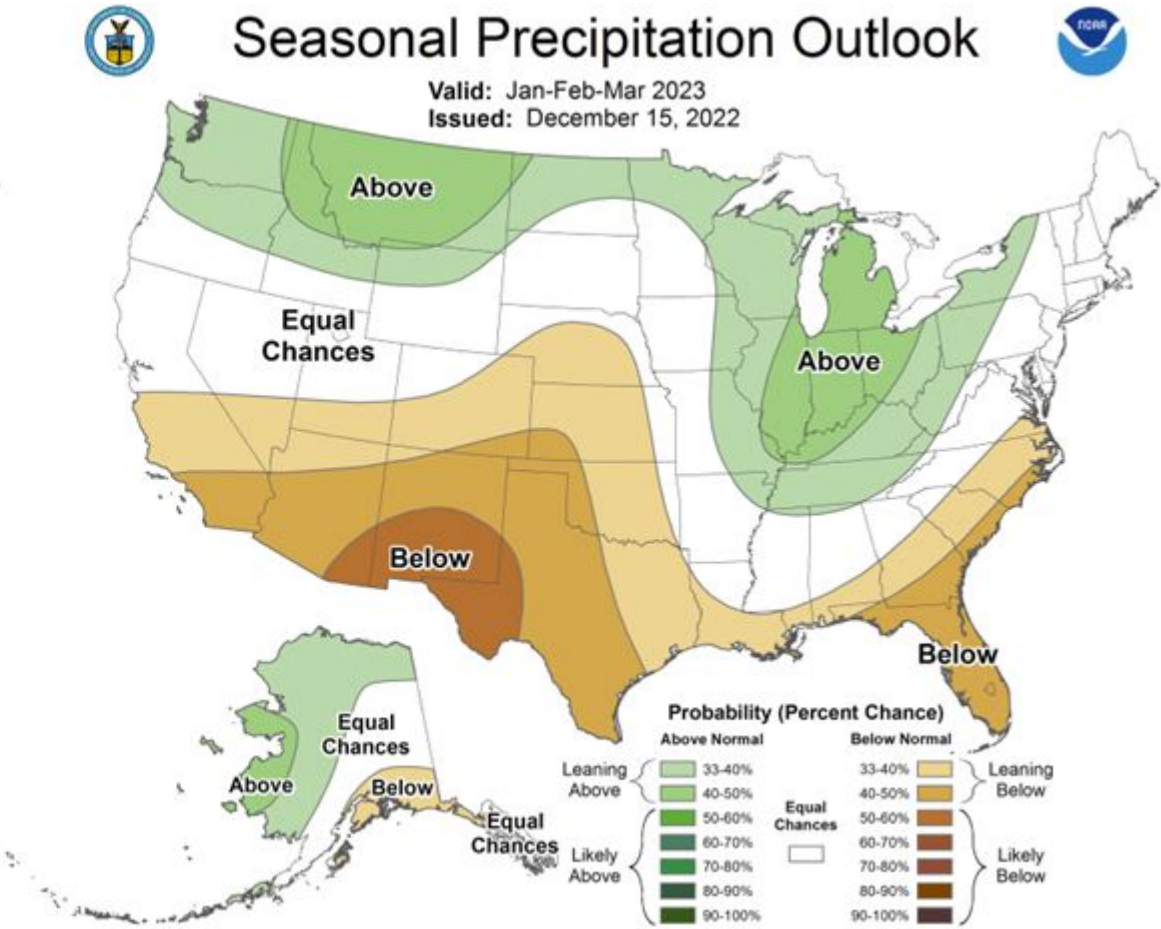 NOAA
Seasonal Precipitation Outlook
Valid: Jan-Feb-Mar 2023
Issued: December 15, 2022
Above
Equal
Chances
Above
Below
Below
Equal
Chances
Above
Below
Equal
Chances
Probability (Percent Chance)
Above Normal
Below Normal
Leaning
Above
33-40%
40-50%
50-60%
60-70%
70-80%
80-90%
90-100%
Likely
Above
Equal
Chances
33-40%
40-50%
50-60%
60-70%
70-80%
80-90%
90-100%
Leaning
Below
Likely
Below